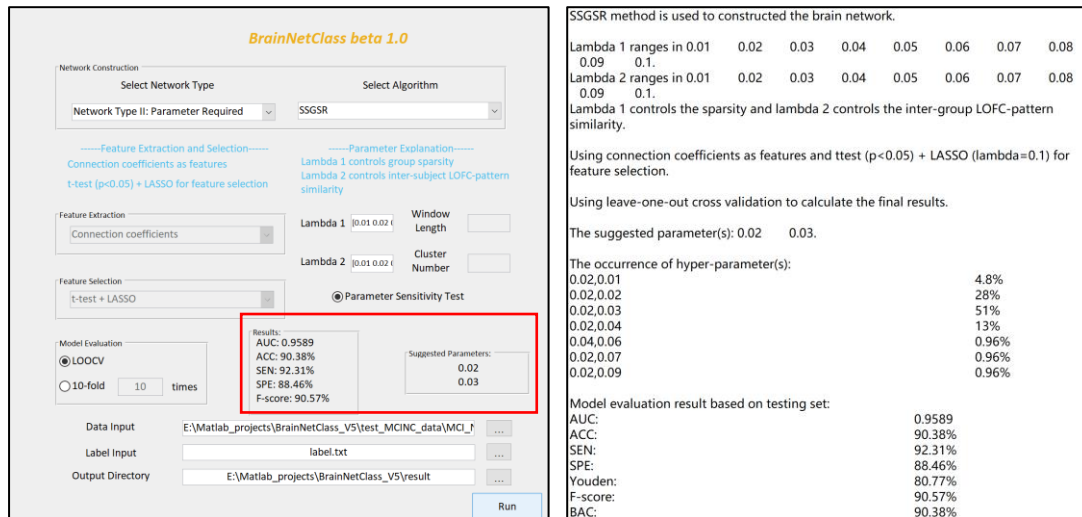 BrainNetClass beta 1.0
Network Construction
Select Network Type
Select Algorithm
Network Type II: Parameter Required
SSGSR
------Feature Extraction and Selection------
Connection coefficients as features
t-test (p<0.05) + LASSO for feature selection
------Parameter Explanation------
Lambda 1 controls group sparsity
Lambda 2 controls inter-subject LOFC-pattern
similarity
Feature Extraction
Connection coefficients
Lambda 1 [0.01 0.02 (
Window
Length
Lambda 2 [0.01 0.02 (
Cluster
Number
Feature Selection
t-test + LASSO
Parameter Sensitivity Test
Model Evaluation
LOOCV
10-fold 10 times
Results:
AUC: 0.9589
ACC: 90.38%
SEN: 92.31%
SPE: 88.46%
F-score: 90.57%
Suggested Parameters:
0.02
0.03
Data Input E:\Matlab_projects\BrainNetClass_V5\test_MCINC_data\MCI_N ...
Label Input label.txt ...
Output Directory E:\Matlab_projects\BrainNetClass_V5\result ...
Run
SSGSR method is used to constructed the brain network.
Lambda 1 ranges in 0.01 0.02 0.03 0.04 0.05 0.06 0.07 0.08
0.09 0.1.
Lambda 2 ranges in 0.01 0.02 0.03 0.04 0.05 0.06 0.07 0.08
0.09 0.1.
Lambda 1 controls the sparsity and lambda 2 controls the inter-group LOFC-pattern
similarity.
Using connection coefficients as features and ttest (p<0.05) + LASSO (lambda=0.1) for
feature selection.
Using leave-one-out cross validation to calculate the final results.
The suggested parameter(s): 0.02 0.03.
The occurrence of hyper-parameter(s):
0.02,0.01 4.8%
0.02,0.02 28%
0.02,0.03 51%
0.02,0.04 13%
0.04,0.06 0.96%
0.02,0.07 0.96%
0.02,0.09 0.96%
Model evaluation result based on testing set:
AUC: 0.9589
ACC: 90.38%
SEN: 92.31%
SPE: 88.46%
Youden: 80.77%
F-score: 90.57%
BAC: 90.38%